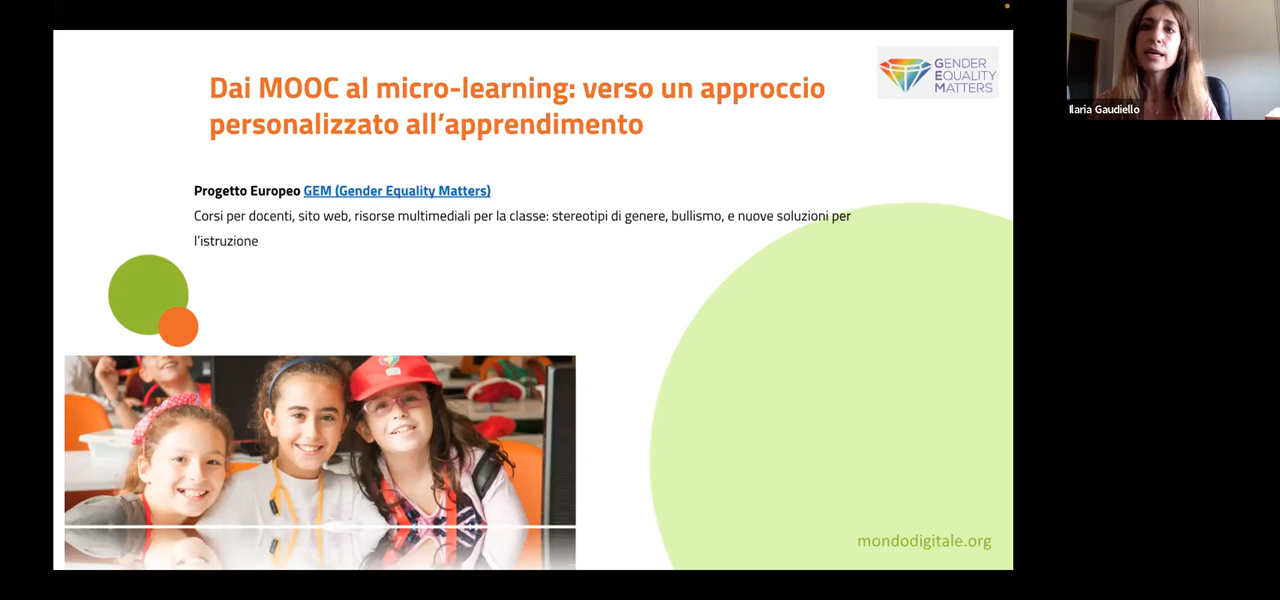 Dai MOOC al micro-learning: verso un approccio
personalizzato all’apprendimento
GENDER
EQUALITY
MATTERS
Progetto Europeo GEM (Gender Equality Matters)
Corsi per docenti, sito web, risorse multimediali per la classe: stereotipi di genere, bullismo, e nuove soluzioni per
l’istruzione
mondodigitale.org
Ilaria Gaudiello